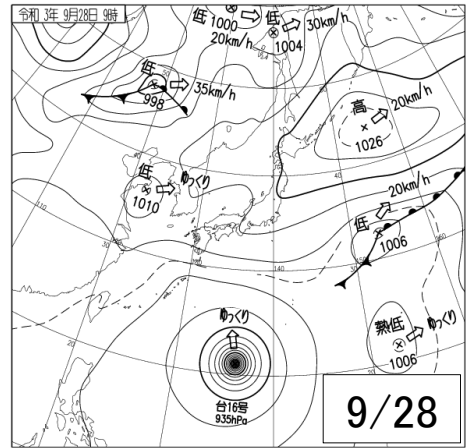 令和 3年 9月28日 9時
低
1000
20km/h
低
1004
30km/h
低
998
35km/h
高
1026
20km/h
低
1010
ゆっくり
低
1006
20km/h
熱低
1006
ゆっくり
ゆっくり
台16号
935hPa
140
9/28